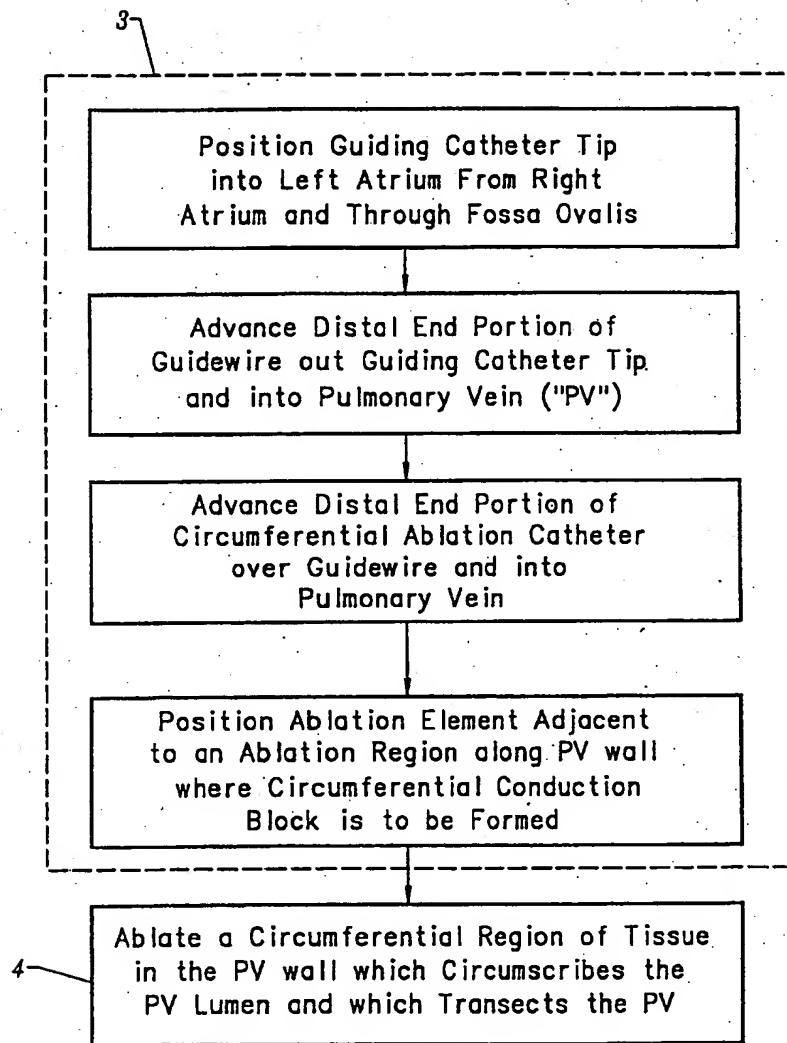 3
Position Guiding Catheter Tip
into Left Atrium From Right
Atrium and Through Fossa Ovalis
Advance Distal End Portion of
Guidewire out Guiding Catheter Tip
and into Pulmonary Vein ("PV")
Advance Distal End Portion of
Circumferential Ablation Catheter
over Guidewire and into
Pulmonary Vein
Position Ablation Element Adjacent
to an Ablation Region along PV wall
where Circumferential Conduction
Block is to be Formed
Ablate a Circumferential Region of Tissue
4
in the PV wall which Circumscribes the
PV Lumen and which Transects the PV